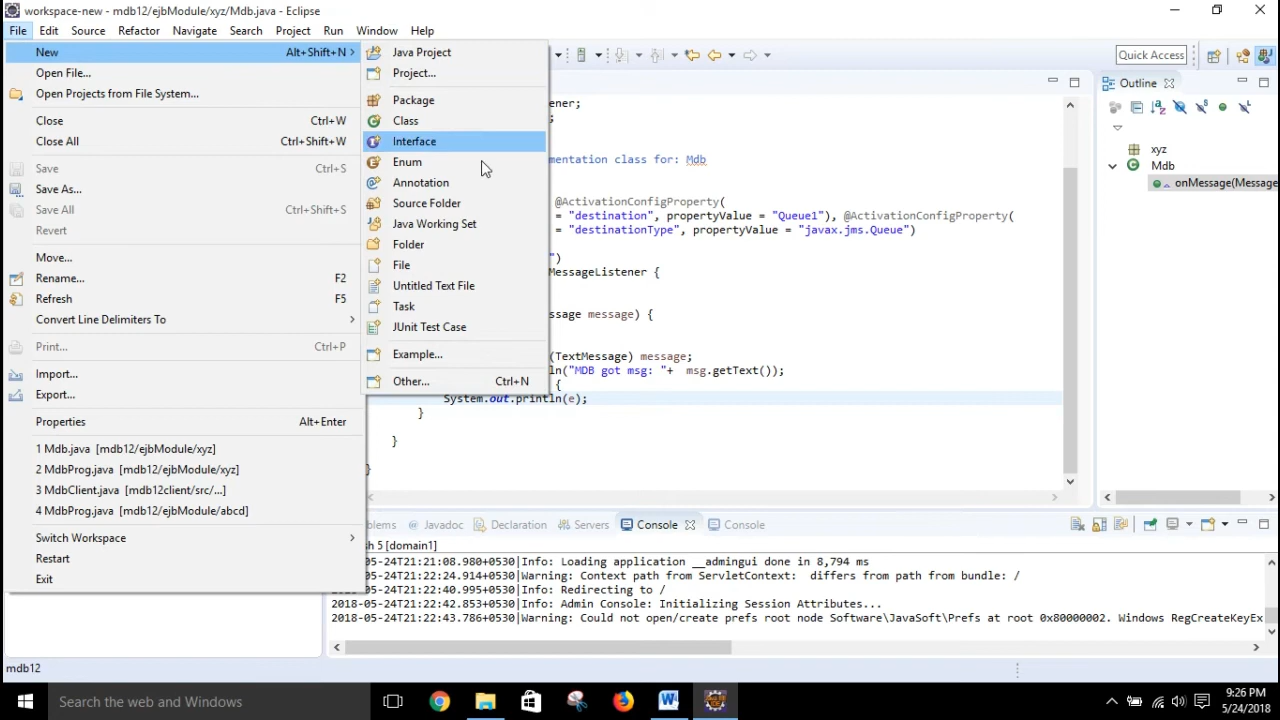 workspace-new - mdb12/ejbModule/xyz/Mdb.java - Eclipse
File Edit Source Refactor Navigate Search Project Run Window Help
New Alt+Shift+N
Open File...
Open Projects from File System...
Close Ctrl+W
Close All Ctrl+Shift+W
Save Ctrl+S
Save As...
Save All Ctrl+Shift+S
Revert
Move...
Rename... F2
Refresh F5
Convert Line Delimiters To
Print... Ctrl+P
Import...
Export...
Properties Alt+Enter
1 Mdb.java [mdb12/ejbModule/xyz]
2 MdbProg.java [mdb12/ejbModule/xyz]
3 MdbClient.java [mdb12client/src/...]
4 MdbProg.java [mdb12/ejbModule/abcd]
Switch Workspace
Restart
Exit
Java Project
Project...
Package
Class
Interface
Enum
Annotation
Source Folder
Java Working Set
Folder
File
Untitled Text File
Task
JUnit Test Case
Example...
Other... Ctrl+N
Quick Access
ener;
;
mentation class for: Mdb
@ActivationConfigProperty(
= "destination", propertyValue = "Queue1"), @ActivationConfigProperty(
= "destinationType", propertyValue = "javax.jms.Queue")
")
MessageListener {
ssage message) {
(TextMessage) message;
ln("MDB got msg: "+ msg.getText());
{
System.out.println(e);
}
}
}
Outline
xyz
Mdb
onMessage(Message
blems Javadoc Declaration Servers Console Console
sh 5 [domain1]
05-24T21:21:08.980+0530|Info: Loading application __admingui done in 8,794 ms
05-24T21:22:24.914+0530|Warning: Context path from ServletContext: differs from path from bundle: /
05-24T21:22:40.995+0530|Info: Redirecting to /
2018-05-24T21:22:42.853+0530|Info: Admin Console: Initializing Session Attributes...
2018-05-24T21:22:43.786+0530|Warning: Could not open/create prefs root node Software\JavaSoft\Prefs at root 0x80000002. Windows RegCreateKeyEx
mdb12
Search the web and Windows
9:26 PM
5/24/2018